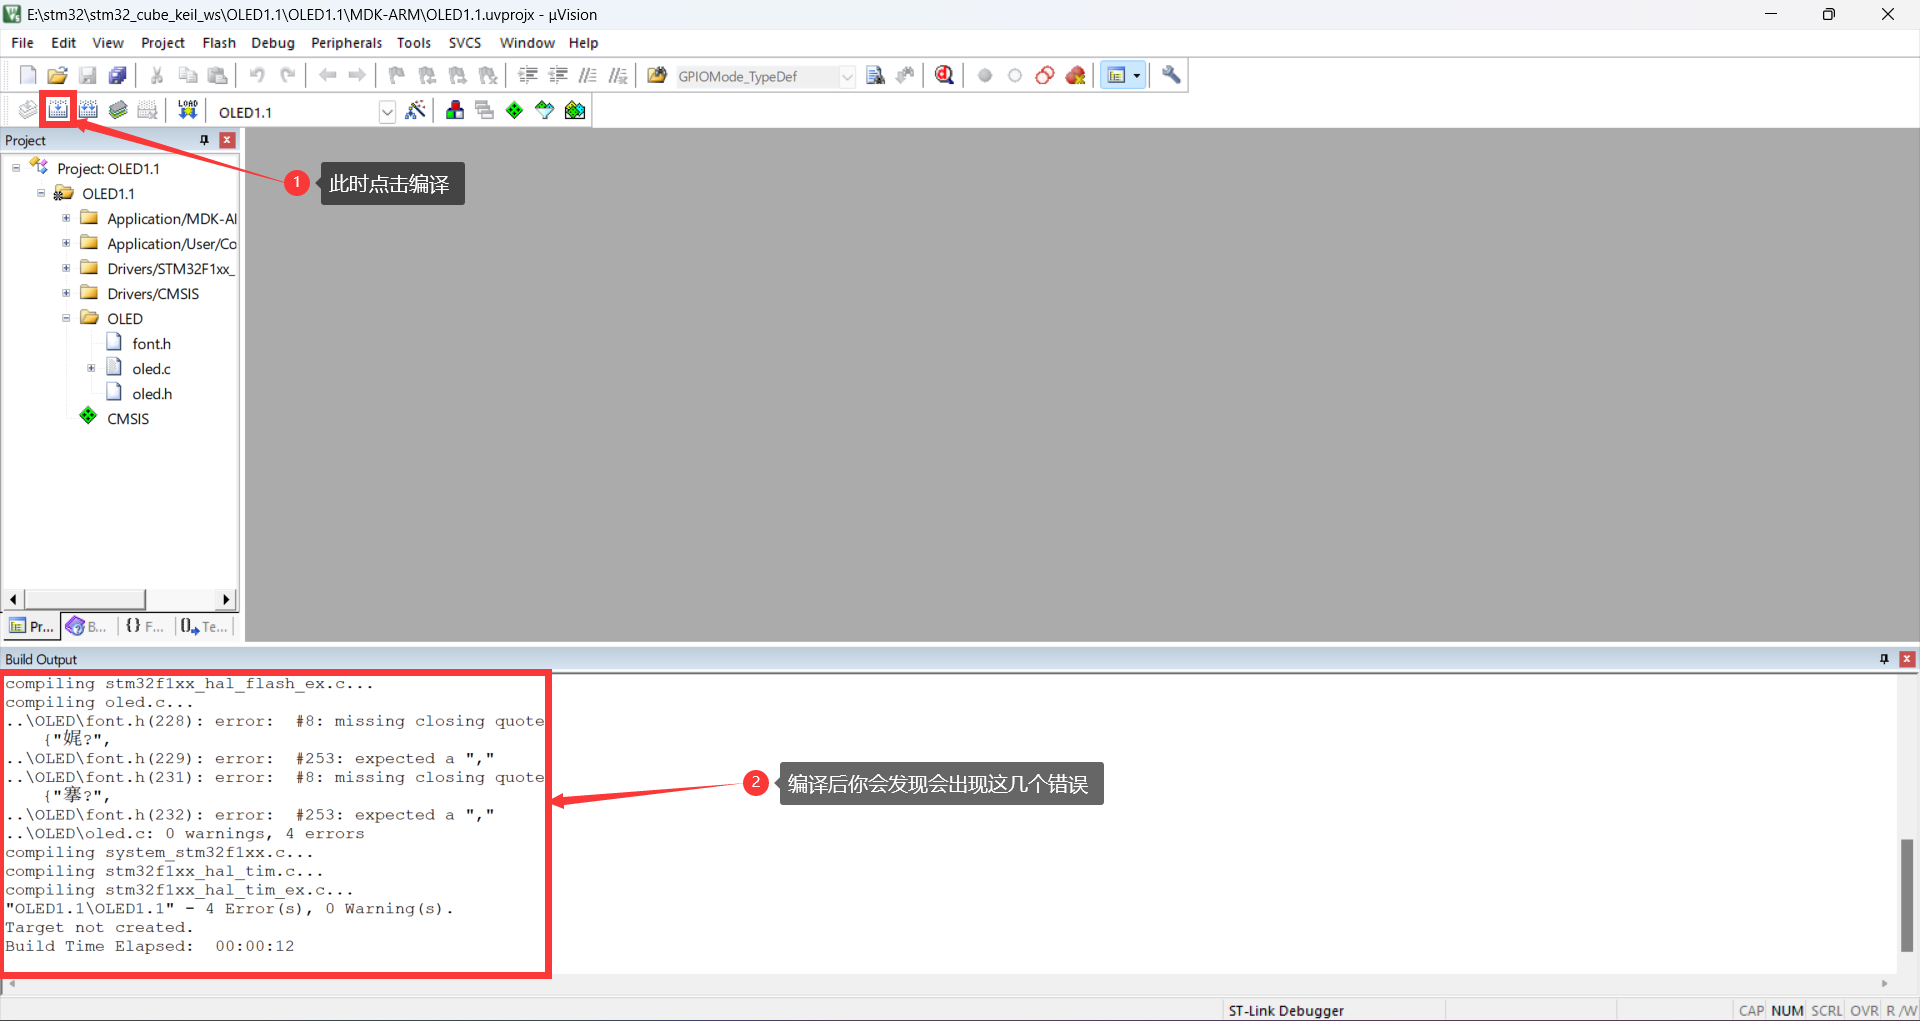 E:\stm32\stm32_cube_keil_ws\OLED1.1\OLED1.1\MDK-ARM\OLED1.1.uvprojx - µVision
File Edit View Project Flash Debug Peripherals Tools SVCS Window Help
GPIOMode_TypeDef
LOAD OLED1.1
Project
Project: OLED1.1
OLED1.1
Application/MDK-AI
Application/User/Co
Drivers/STM32F1xx_
Drivers/CMSIS
OLED
font.h
oled.c
oled.h
CMSIS
1 此时点击编译
Pr... B... {} F... Te...
Build Output
compiling stm32f1xx_hal_flash_ex.c...
compiling oled.c...
..\OLED\font.h(228): error:  #8: missing closing quote
{"娓?",
..\OLED\font.h(229): error:  #253: expected a ","
..\OLED\font.h(231): error:  #8: missing closing quote
{"搴?",
..\OLED\font.h(232): error:  #253: expected a ","
..\OLED\oled.c: 0 warnings, 4 errors
compiling system_stm32f1xx.c...
compiling stm32f1xx_hal_tim.c...
compiling stm32f1xx_hal_tim_ex.c...
"OLED1.1\OLED1.1" - 4 Error(s), 0 Warning(s).
Target not created.
Build Time Elapsed:  00:00:12
2 编译后你会发现会出现这几个错误
ST-Link Debugger
CAP NUM SCRL OVR R /W